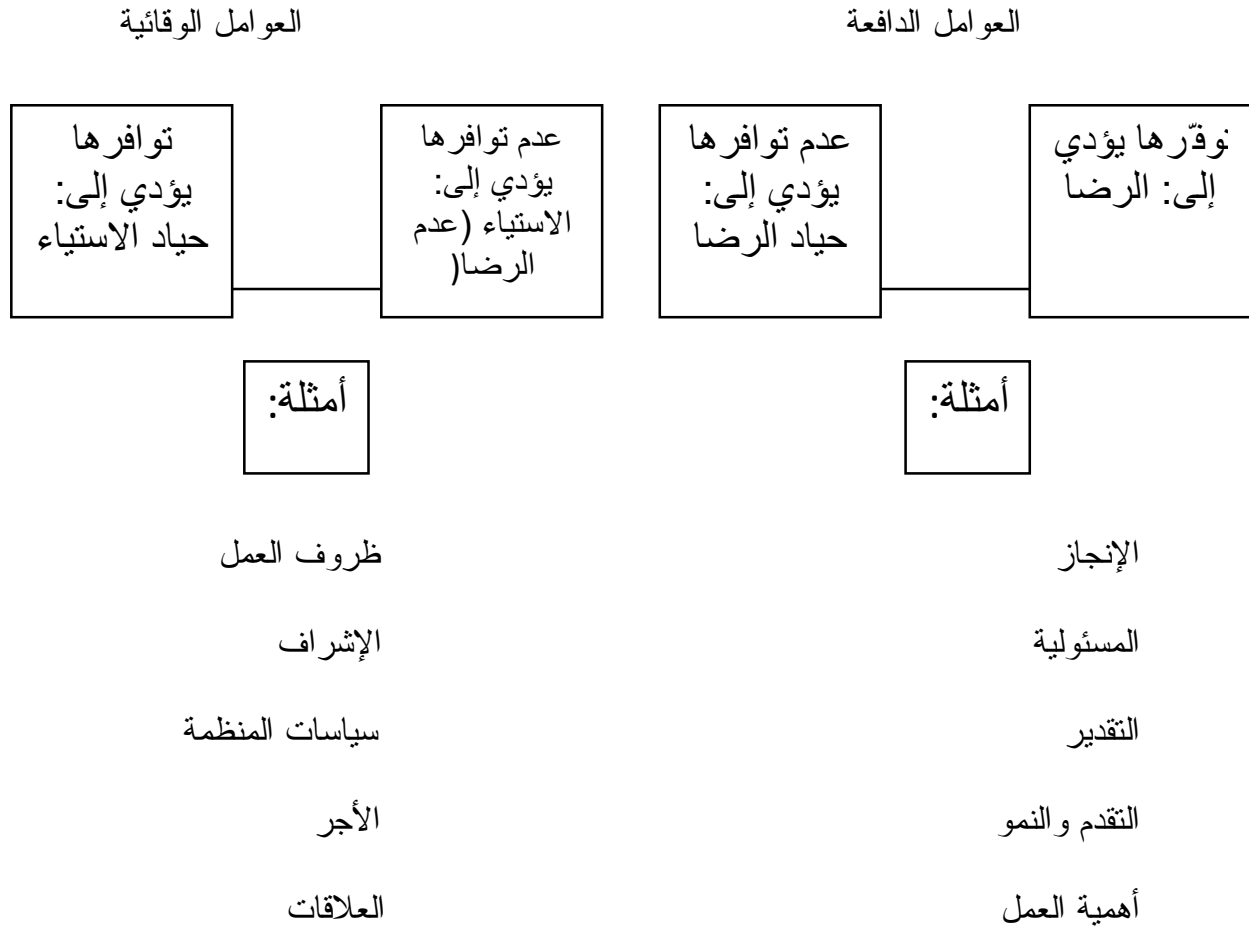 العوامل الدافعة
العوامل الوقائية
توفّرها يؤدي
إلى: الرضا
عدم توافرها
يؤدي إلى:
حياد الرضا
عدم توافرها
يؤدي إلى:
الاستياء (عدم
الرضا(
توافرها
يؤدي إلى:
حياد الاستياء
أمثلة:
أمثلة:
الإنجاز
ظروف العمل
المسئولية
الإشراف
التقدير
سياسات المنظمة
التقدم والنمو
الأجر
أهمية العمل
العلاقات